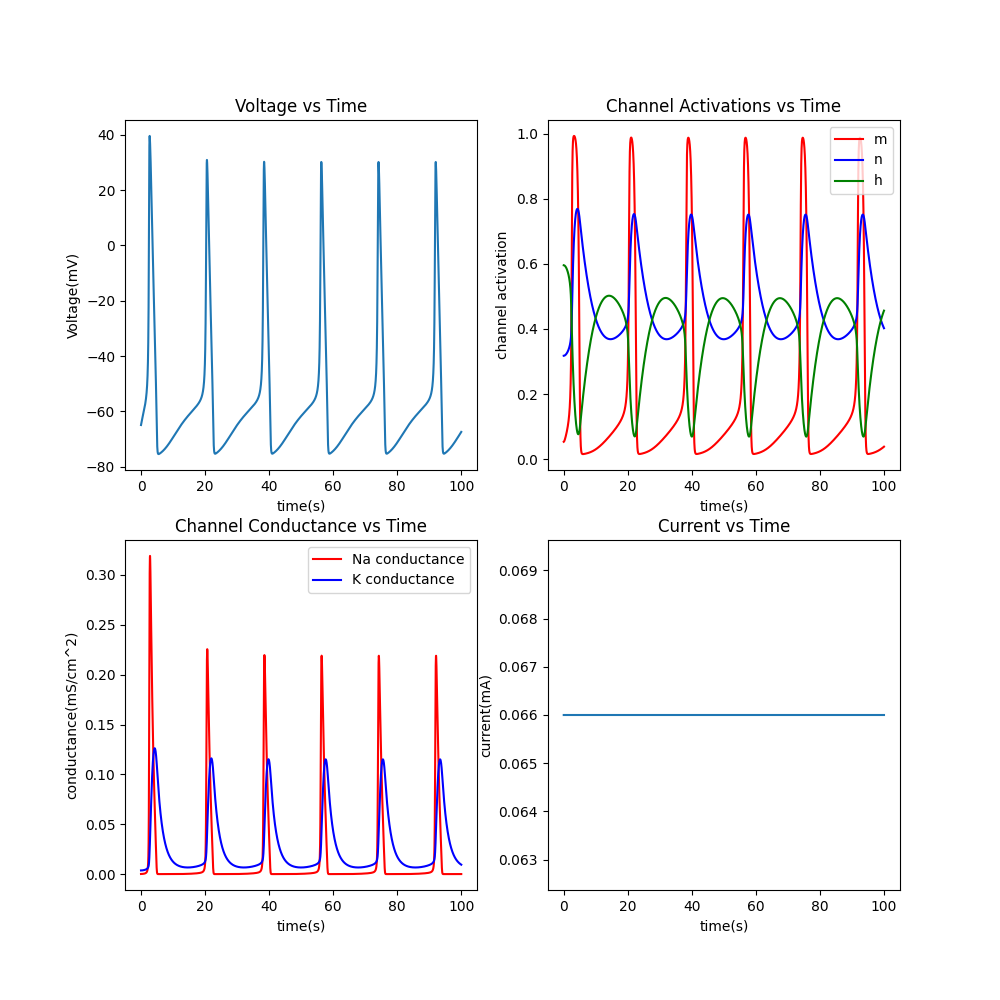 Voltage vs Time
Voltage(mV)
40
20
0
−20
−40
−60
−80
0 20 40 60 80 100
time(s)
Channel Activations vs Time
channel activation
1.0
0.8
0.6
0.4
0.2
0.0
m
n
h
0 20 40 60 80 100
time(s)
Channel Conductance vs Time
conductance(mS/cm^2)
0.30
0.25
0.20
0.15
0.10
0.05
0.00
Na conductance
K conductance
0 20 40 60 80 100
time(s)
Current vs Time
current(mA)
0.069
0.068
0.067
0.066
0.065
0.064
0.063
0 20 40 60 80 100
time(s)